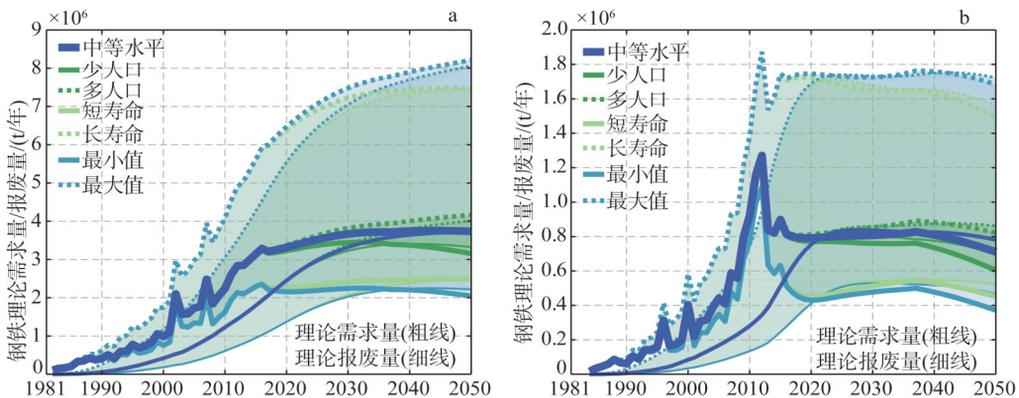 ×10⁶
a
9
8
7
6
5
4
3
2
1
0
钢铁理论需求量/报废量/(t/年)
中等水平
少人口
多人口
短寿命
长寿命
最小值
最大值
理论需求量(粗线)
理论报废量(细线)
1981 1990 2000 2010 2020 2030 2040 2050
×10⁶
b
2.0
1.8
1.6
1.4
1.2
1.0
0.8
0.6
0.4
0.2
0
钢铁理论需求量/报废量/(t/年)
中等水平
少人口
多人口
短寿命
长寿命
最小值
最大值
理论需求量(粗线)
理论报废量(细线)
1981 1990 2000 2010 2020 2030 2040 2050